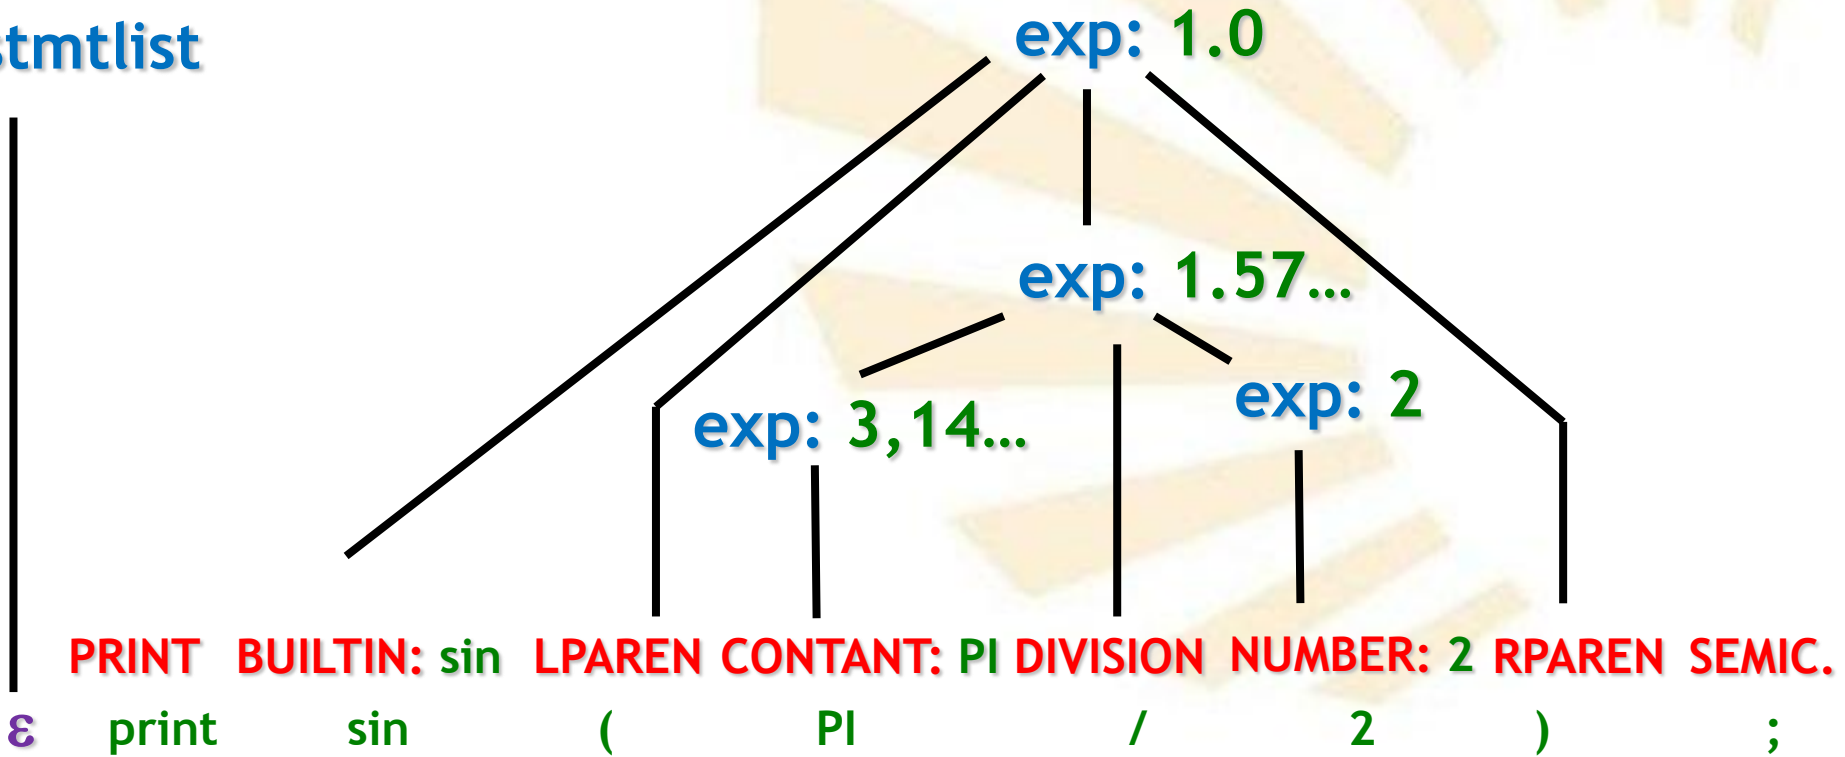 stmtlist exp: 1.0
exp: 1.57...
exp: 2
exp: 3,14...
PRINT BUILTIN: sin LPAREN CONTANT: PI DIVISION NUMBER: 2 RPAREN SEMIC.
ε print sin ( PI / 2 ) ;